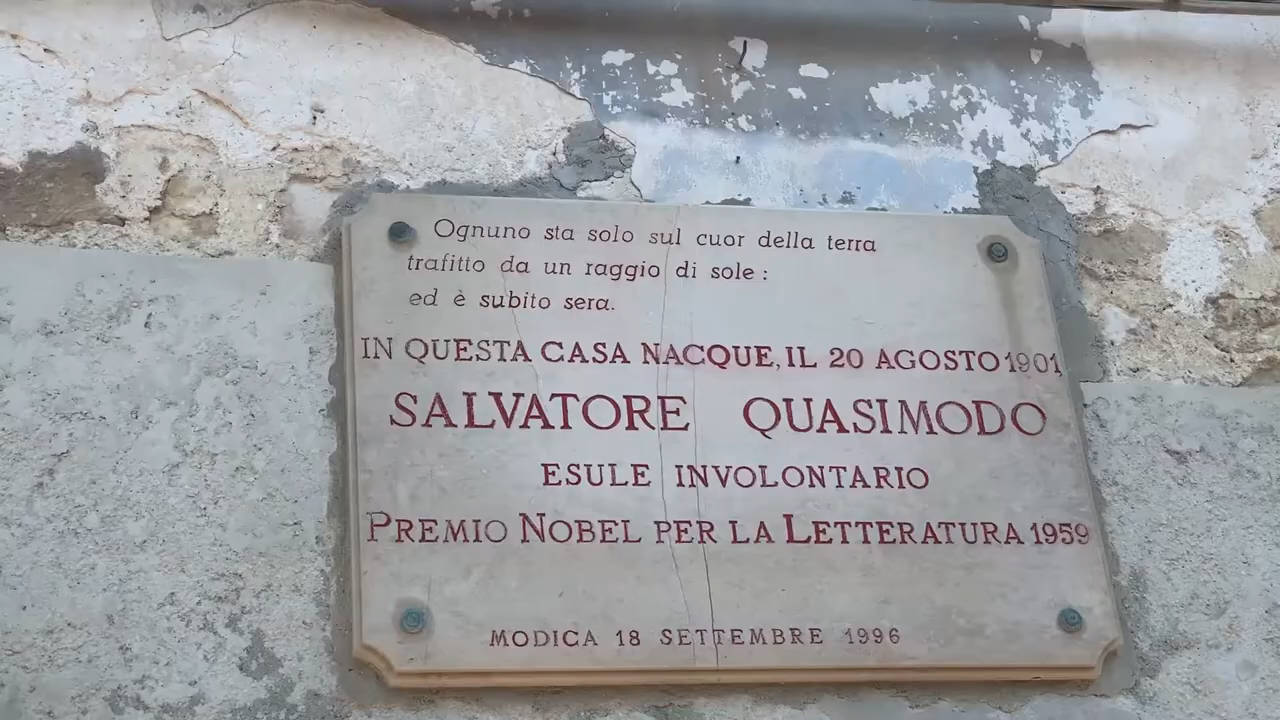 Ognuno sta solo sul cuor della terra
trafitto da un raggio di sole :
ed è subito sera.
IN QUESTA CASA NACQUE, IL 20 AGOSTO 1901
SALVATORE QUASIMODO
ESULE INVOLONTARIO
PREMIO NOBEL PER LA LETTERATURA 1959
MODICA 18 SETTEMBRE 1996